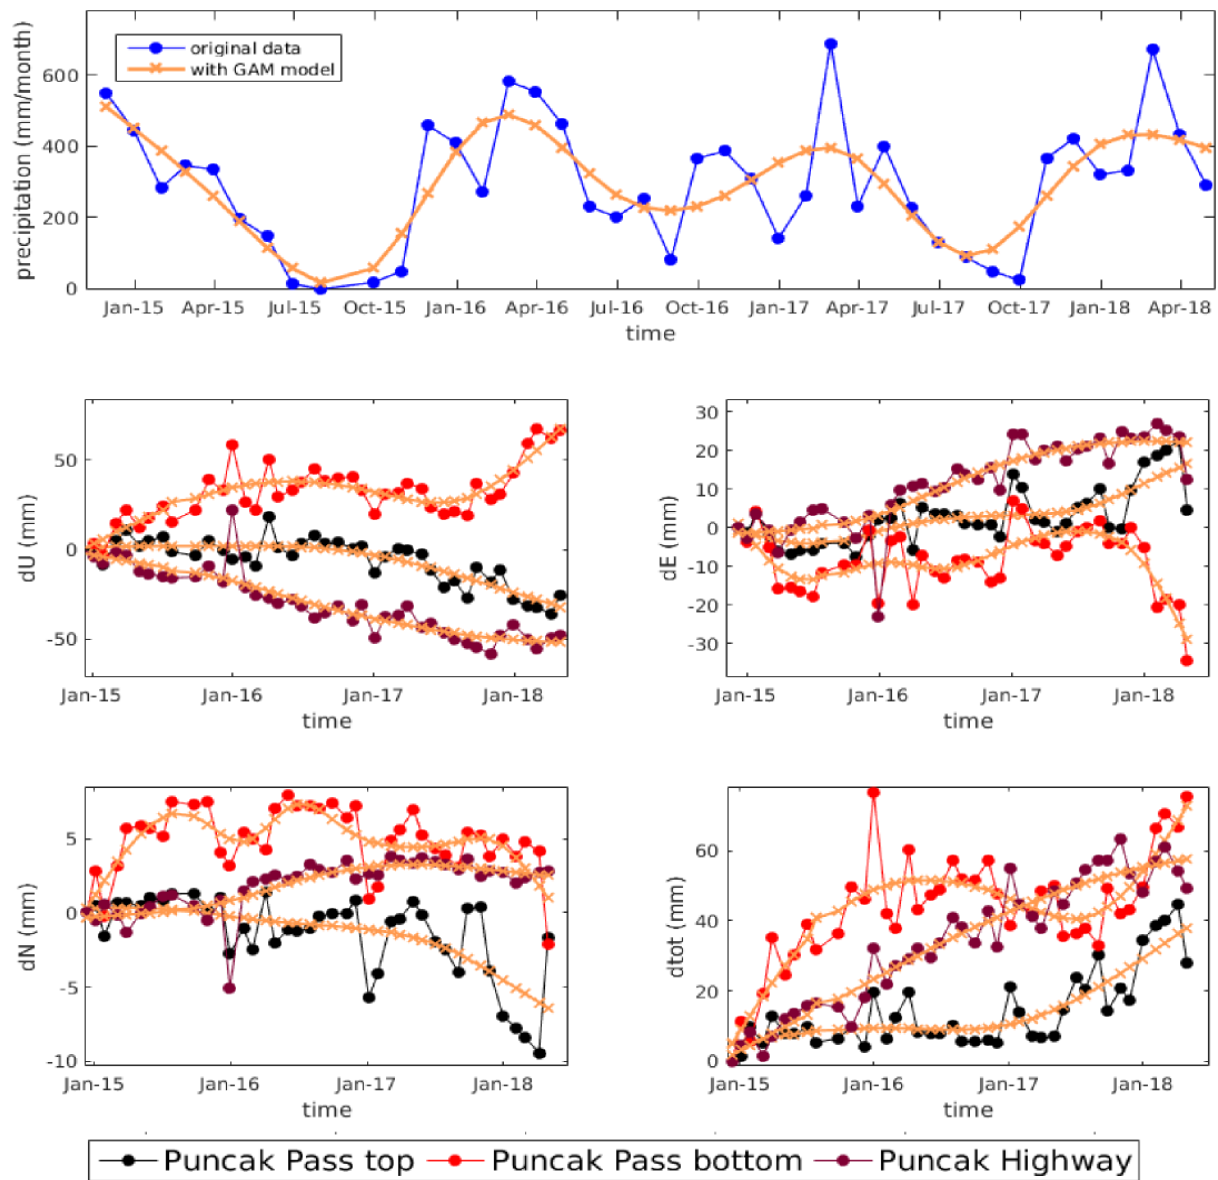 precipitation (mm/month)
600
400
200
0
original data
with GAM model
Jan-15 Apr-15 Jul-15 Oct-15 Jan-16 Apr-16 Jul-16 Oct-16 Jan-17 Apr-17 Jul-17 Oct-17 Jan-18 Apr-18
time
dU (mm)
50
0
-50
Jan-15 Jan-16 Jan-17 Jan-18
time
dE (mm)
30
20
10
0
-10
-20
-30
Jan-15 Jan-16 Jan-17 Jan-18
time
dN (mm)
5
0
-5
-10
Jan-15 Jan-16 Jan-17 Jan-18
time
dtot (mm)
60
40
20
0
Jan-15 Jan-16 Jan-17 Jan-18
time
Puncak Pass top Puncak Pass bottom Puncak Highway